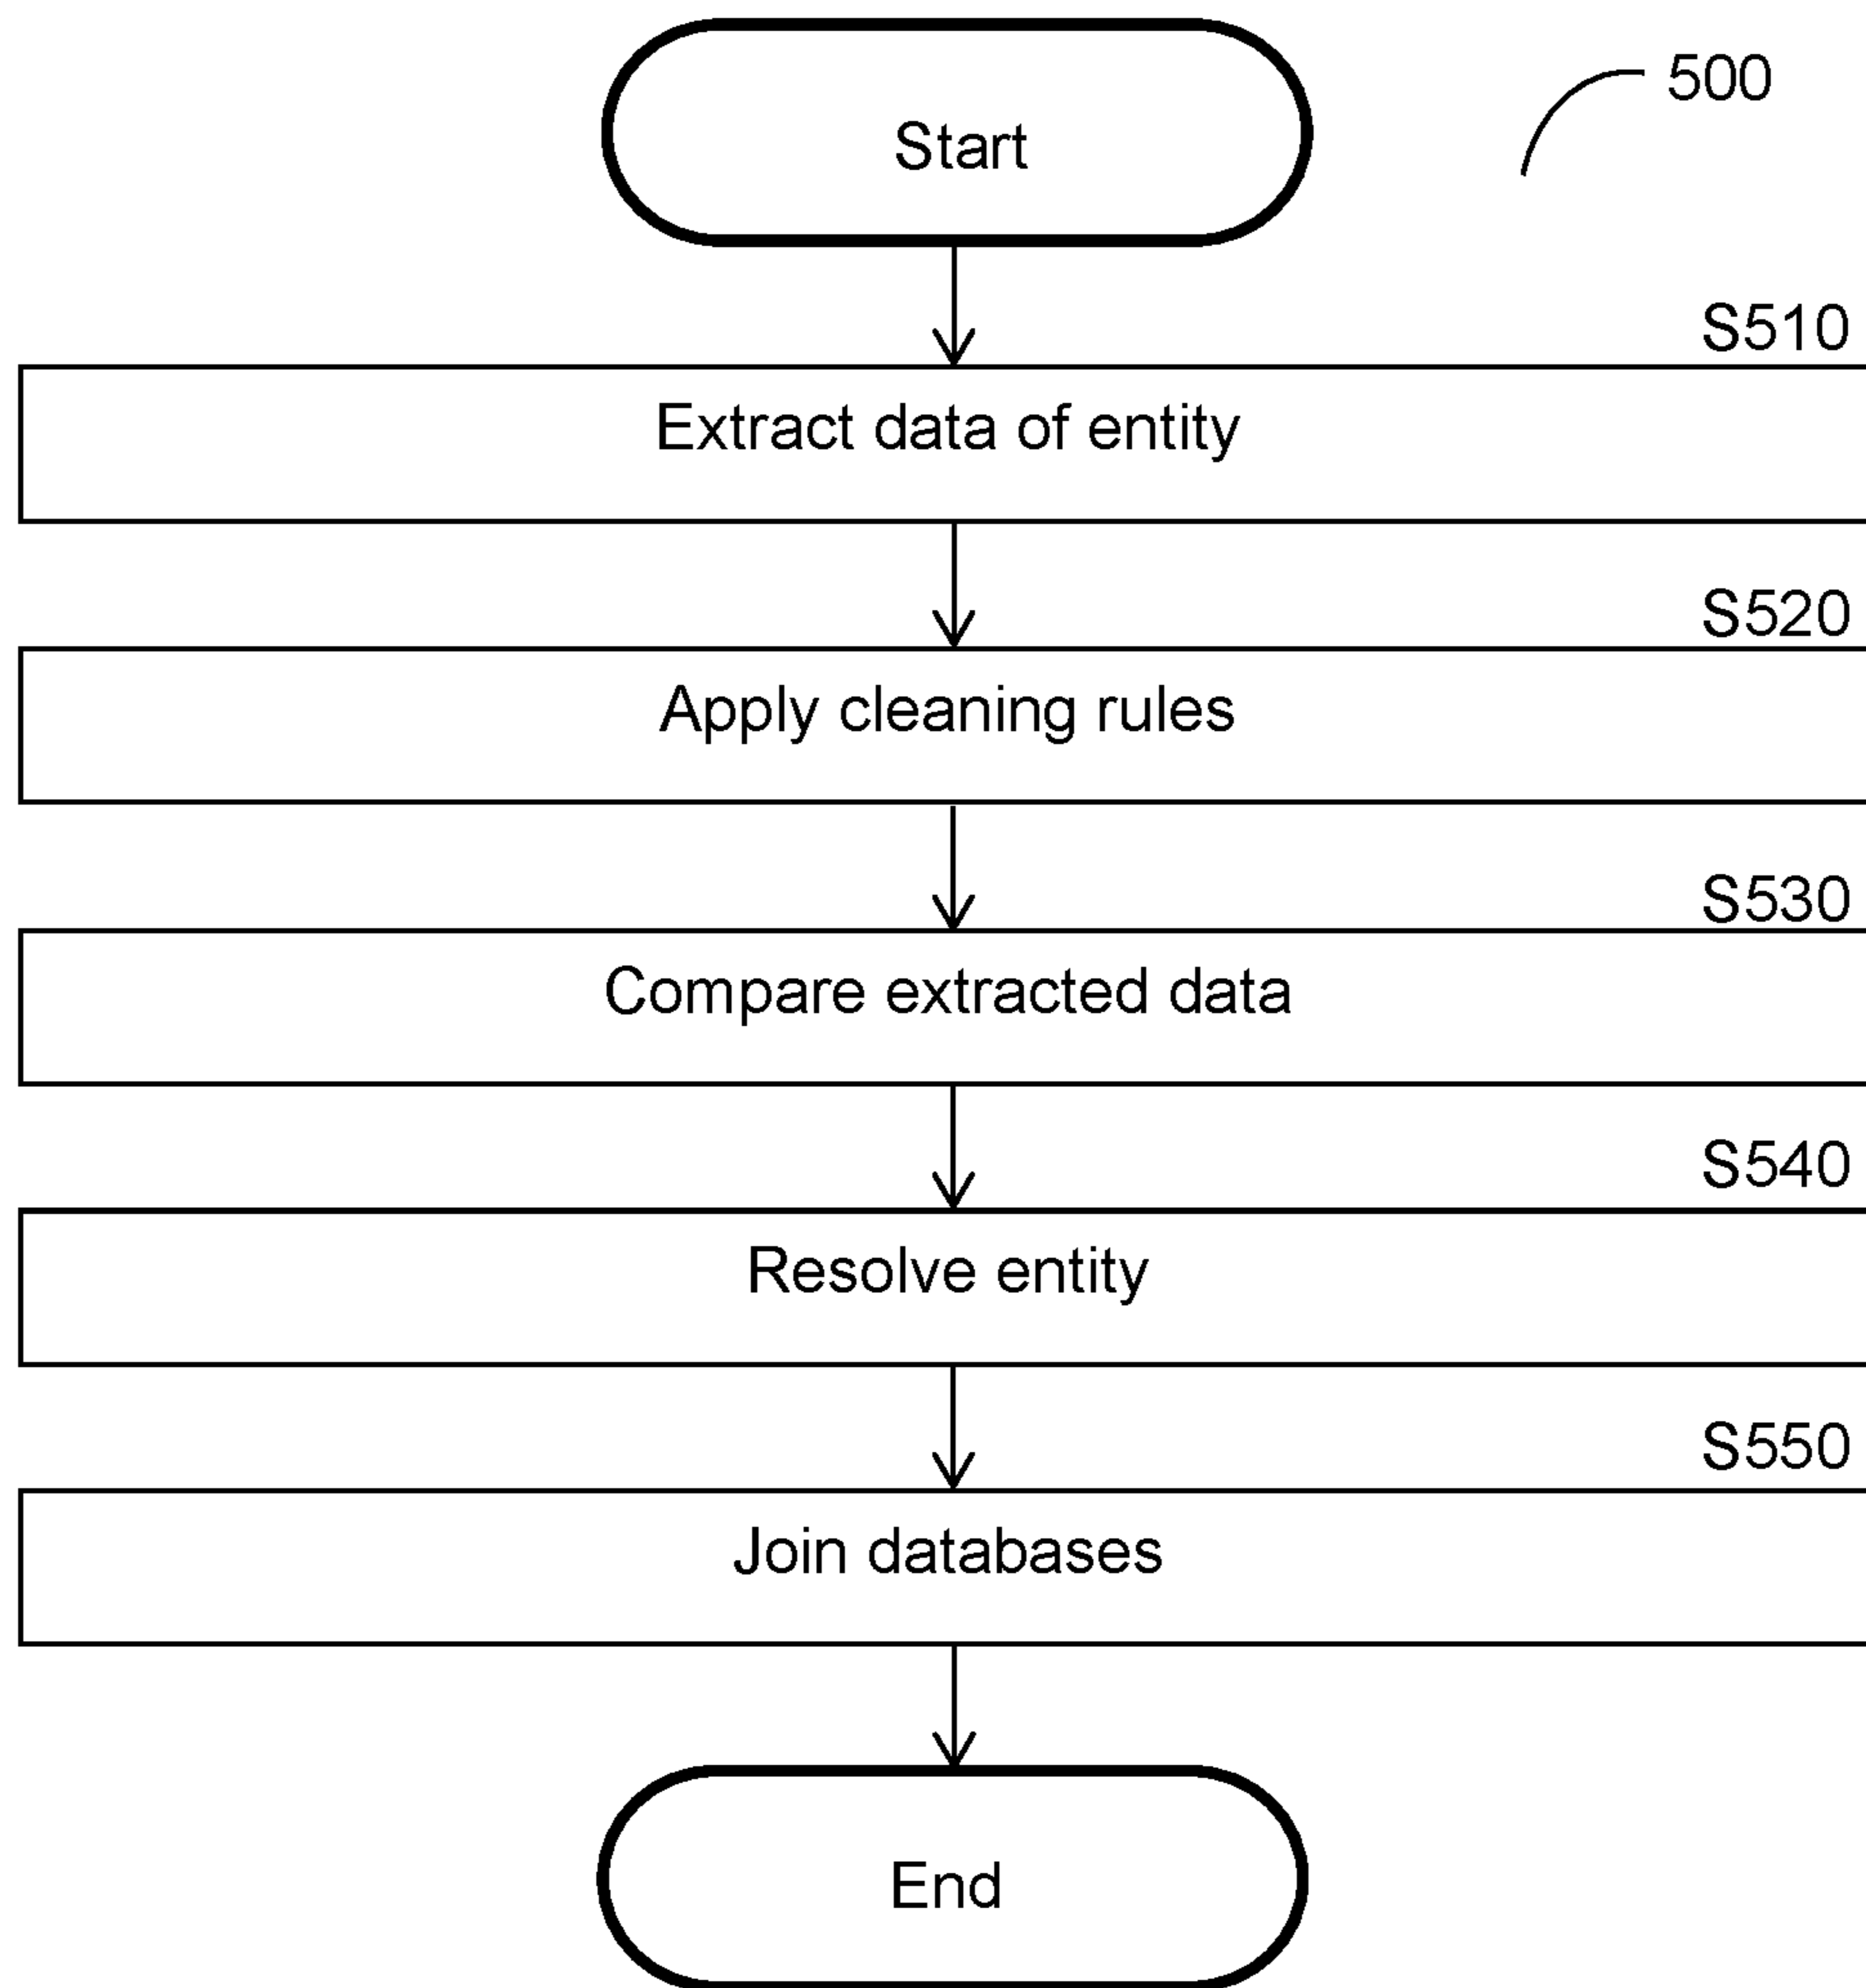 Start
500
S510
Extract data of entity
S520
Apply cleaning rules
S530
Compare extracted data
S540
Resolve entity
S550
Join databases
End